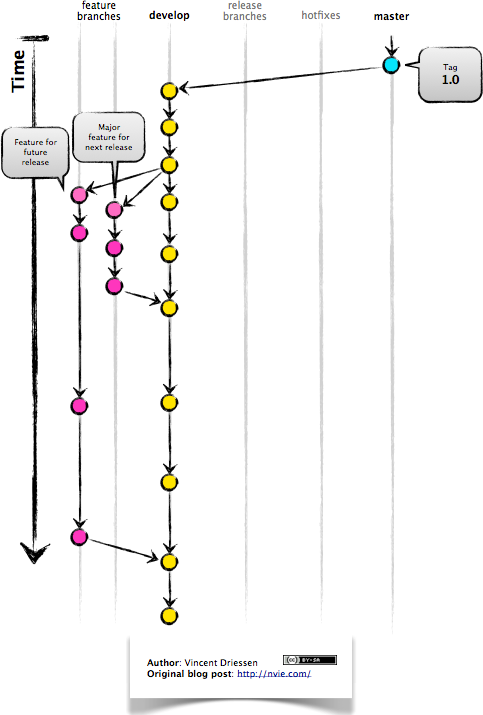 feature
branches
develop
release
branches
hotfixes
master
Time
Tag
1.0
Feature for
future
release
Major
feature for
next release
Author: Vincent Driessen
Original blog post: http://nvie.com/
(cc) BY-SA